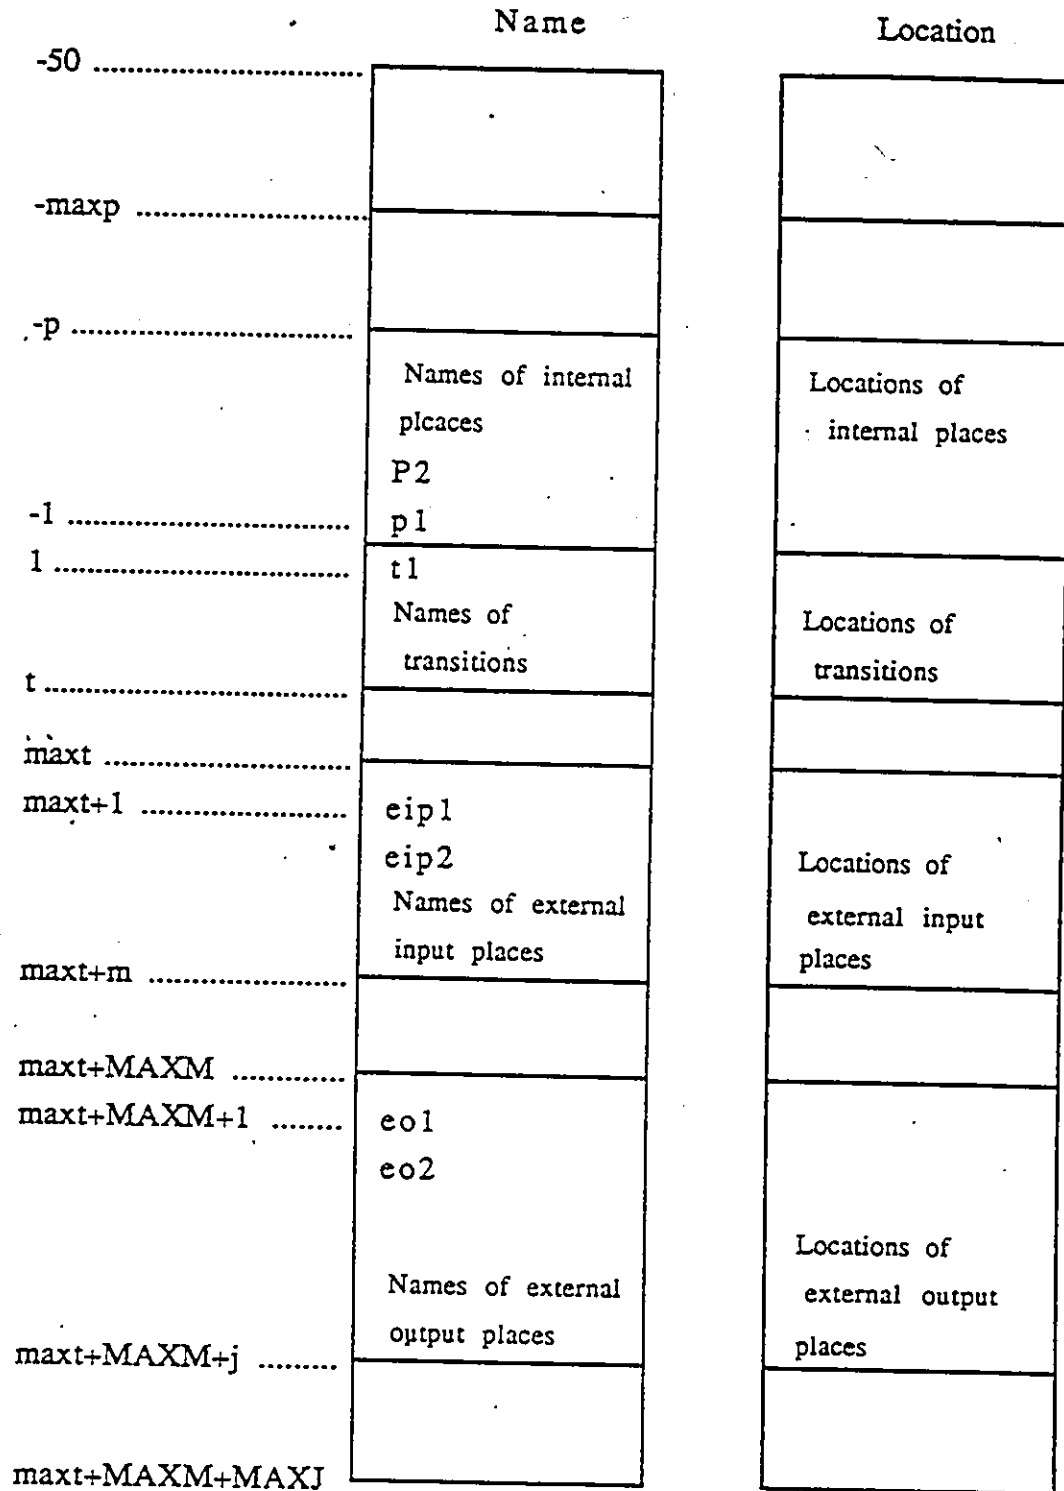 Name
Location
-50 ..............................
-maxp ..........................
-p ..................................
Names of internal
plcaces
P2
p1
Locations of
internal places
-1 ..................................
1 ....................................
t1
Names of
transitions
Locations of
transitions
t .....................................
maxt ..............................
maxt+1 ..........................
eip1
eip2
Names of external
input places
Locations of
external input
places
maxt+m .........................
maxt+MAXM ..............
maxt+MAXM+1 .........
eo1
eo2
Names of external
output places
Locations of
external output
places
maxt+MAXM+j ..........
maxt+MAXM+MAXJ